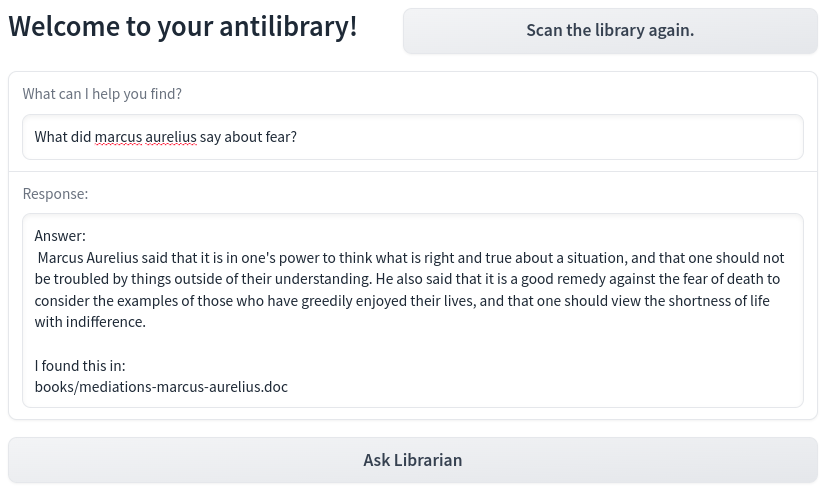 Welcome to your antilibrary!
Scan the library again.
What can I help you find?
What did marcus aurelius say about fear?
Response:
Answer:
Marcus Aurelius said that it is in one's power to think what is right and true about a situation, and that one should not
be troubled by things outside of their understanding. He also said that it is a good remedy against the fear of death to
consider the examples of those who have greedily enjoyed their lives, and that one should view the shortness of life
with indifference.
I found this in:
books/mediations-marcus-aurelius.doc
Ask Librarian